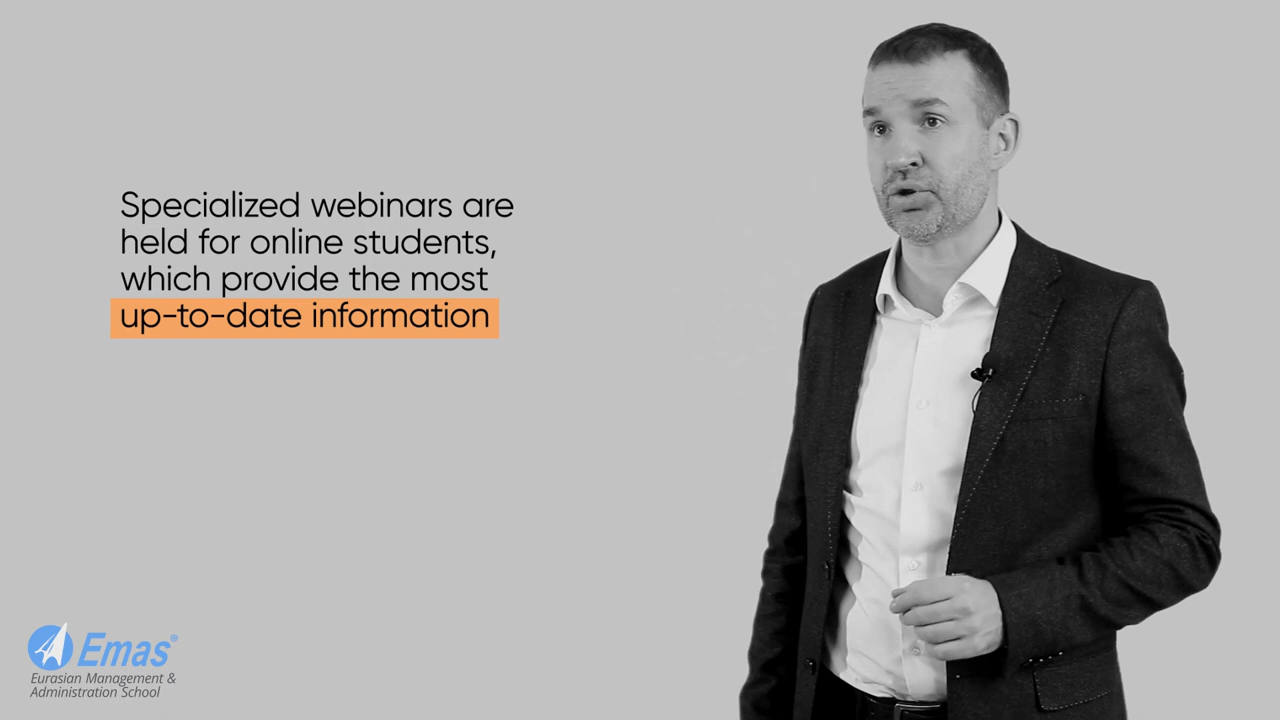 Specialized webinars are
held for online students,
which provide the most
up-to-date information
Emas®
Eurasian Management &
Administration School